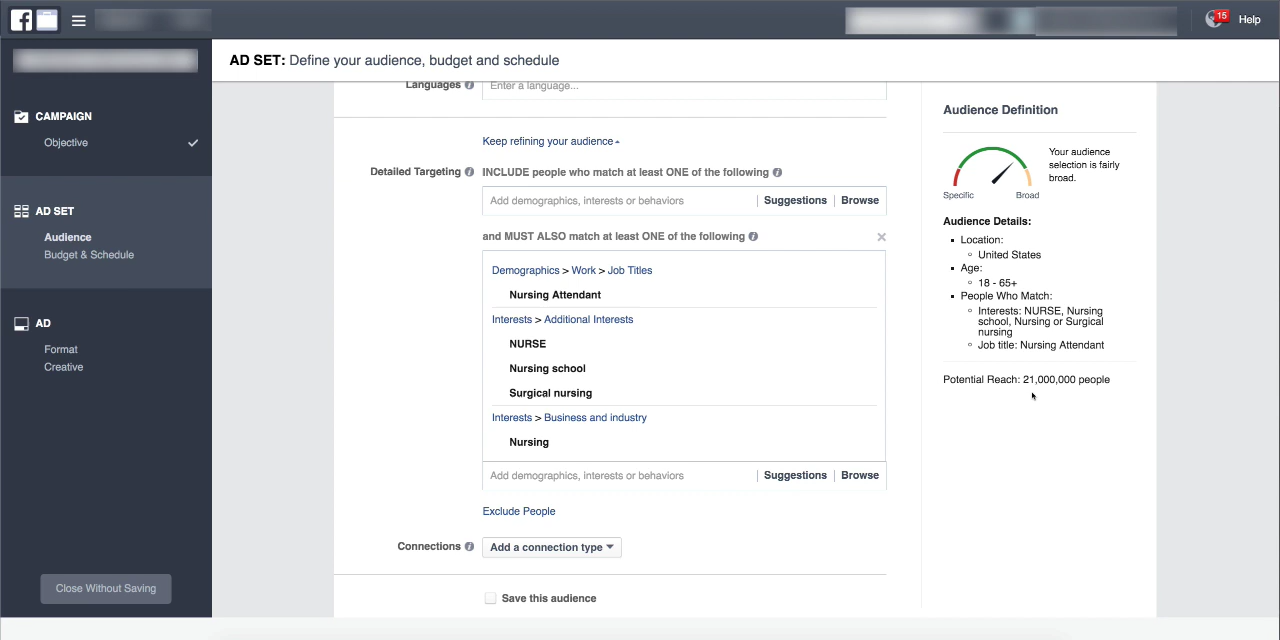 f
15
Help
AD SET: Define your audience, budget and schedule
CAMPAIGN
Objective
AD SET
Audience
Budget & Schedule
AD
Format
Creative
Close Without Saving
Languages
Enter a language...
Keep refining your audience
Detailed Targeting
INCLUDE people who match at least ONE of the following
Add demographics, interests or behaviors
Suggestions
Browse
and MUST ALSO match at least ONE of the following
Demographics > Work > Job Titles
Nursing Attendant
Interests > Additional Interests
NURSE
Nursing school
Surgical nursing
Interests > Business and industry
Nursing
Add demographics, interests or behaviors
Suggestions
Browse
Exclude People
Connections
Add a connection type
Save this audience
Audience Definition
Specific
Broad
Your audience
selection is fairly
broad.
Audience Details:
Location:
United States
Age:
18 - 65+
People Who Match:
Interests: NURSE, Nursing
school, Nursing or Surgical
nursing
Job title: Nursing Attendant
Potential Reach: 21,000,000 people